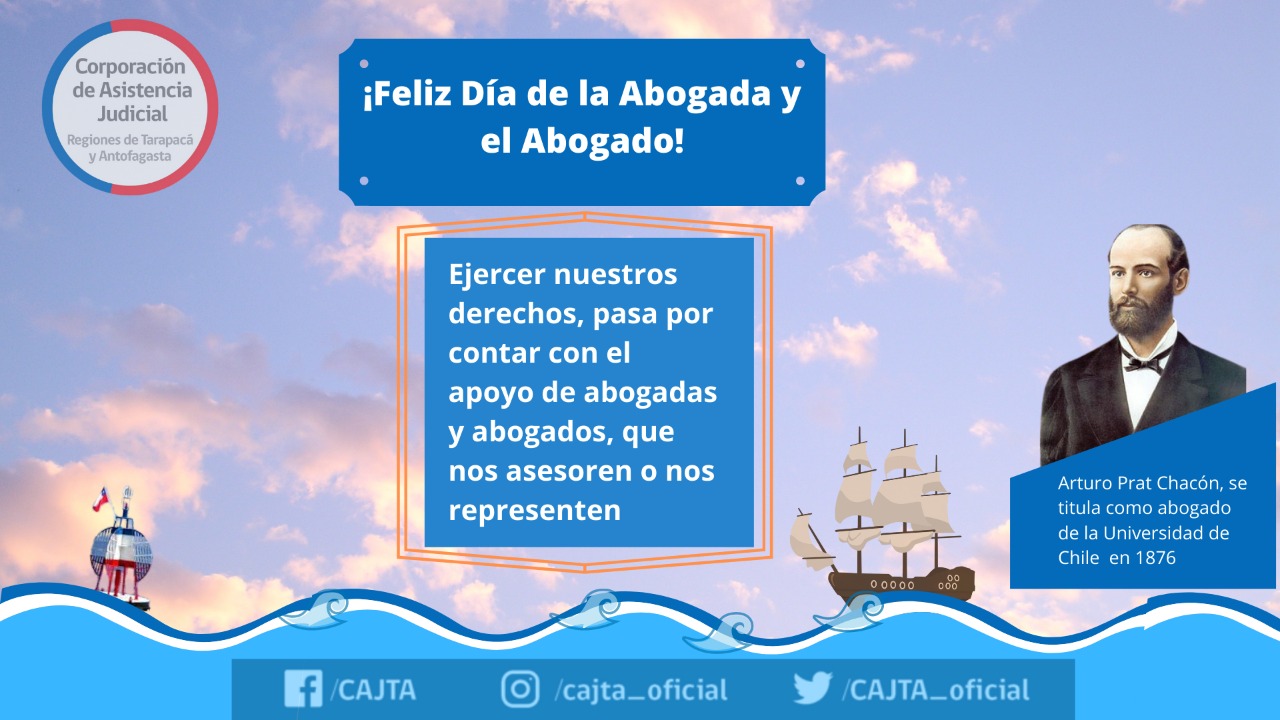 Corporación
de Asistencia
Judicial
Regiones de Tarapacá
y Antofagasta
¡Feliz Día de la Abogada y
el Abogado!
Ejercer nuestros
derechos, pasa por
contar con el
apoyo de abogadas
y abogados, que
nos asesoren o nos
representen
Arturo Prat Chacón, se
titula como abogado
de la Universidad de
Chile en 1876
/CAJTA
/cajta_oficial
/CAJTA_oficial